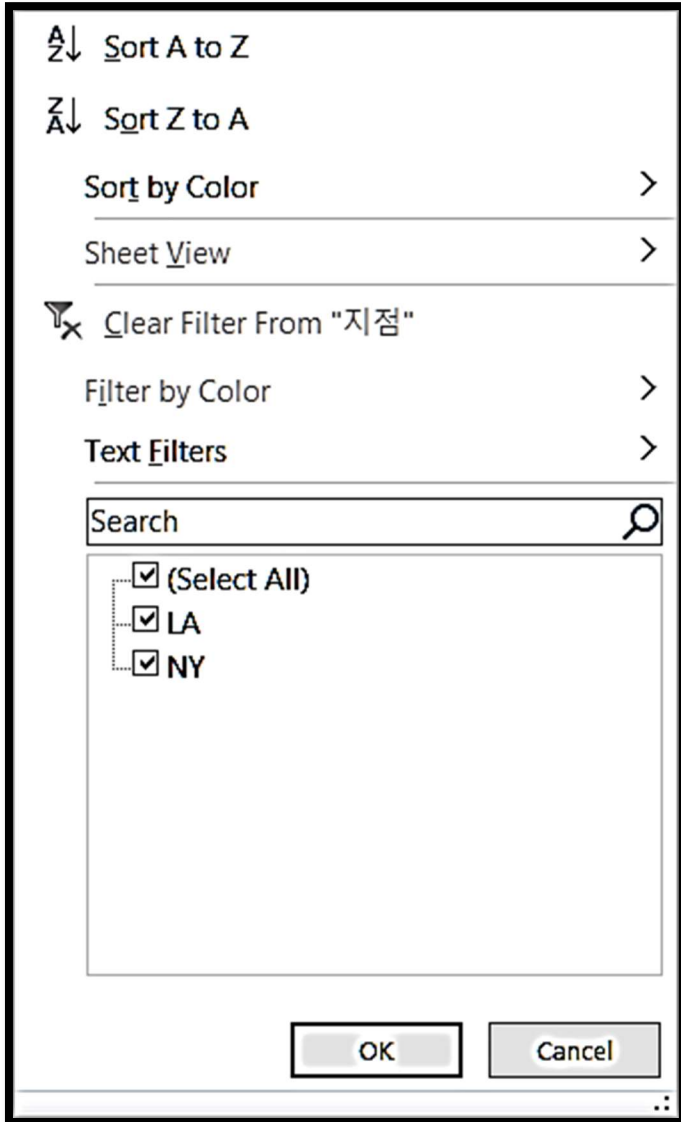 Sort A to Z
Sort Z to A
Sort by Color
Sheet View
Clear Filter From "지점"
Filter by Color
Text Filters
Search
(Select All)
LA
NY
OK Cancel